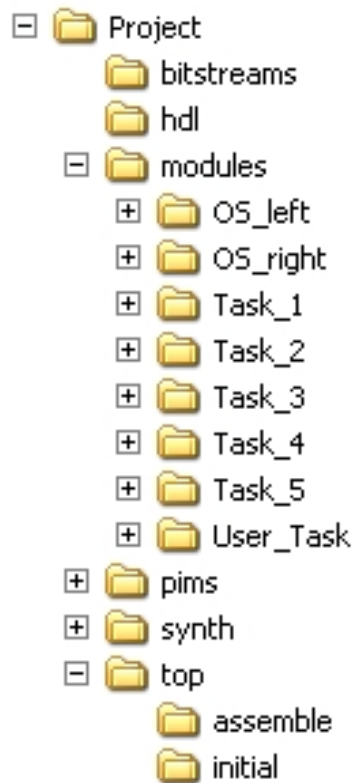 Project
bitstreams
hdl
modules
OS_left
OS_right
Task_1
Task_2
Task_3
Task_4
Task_5
User_Task
pims
synth
top
assemble
initial